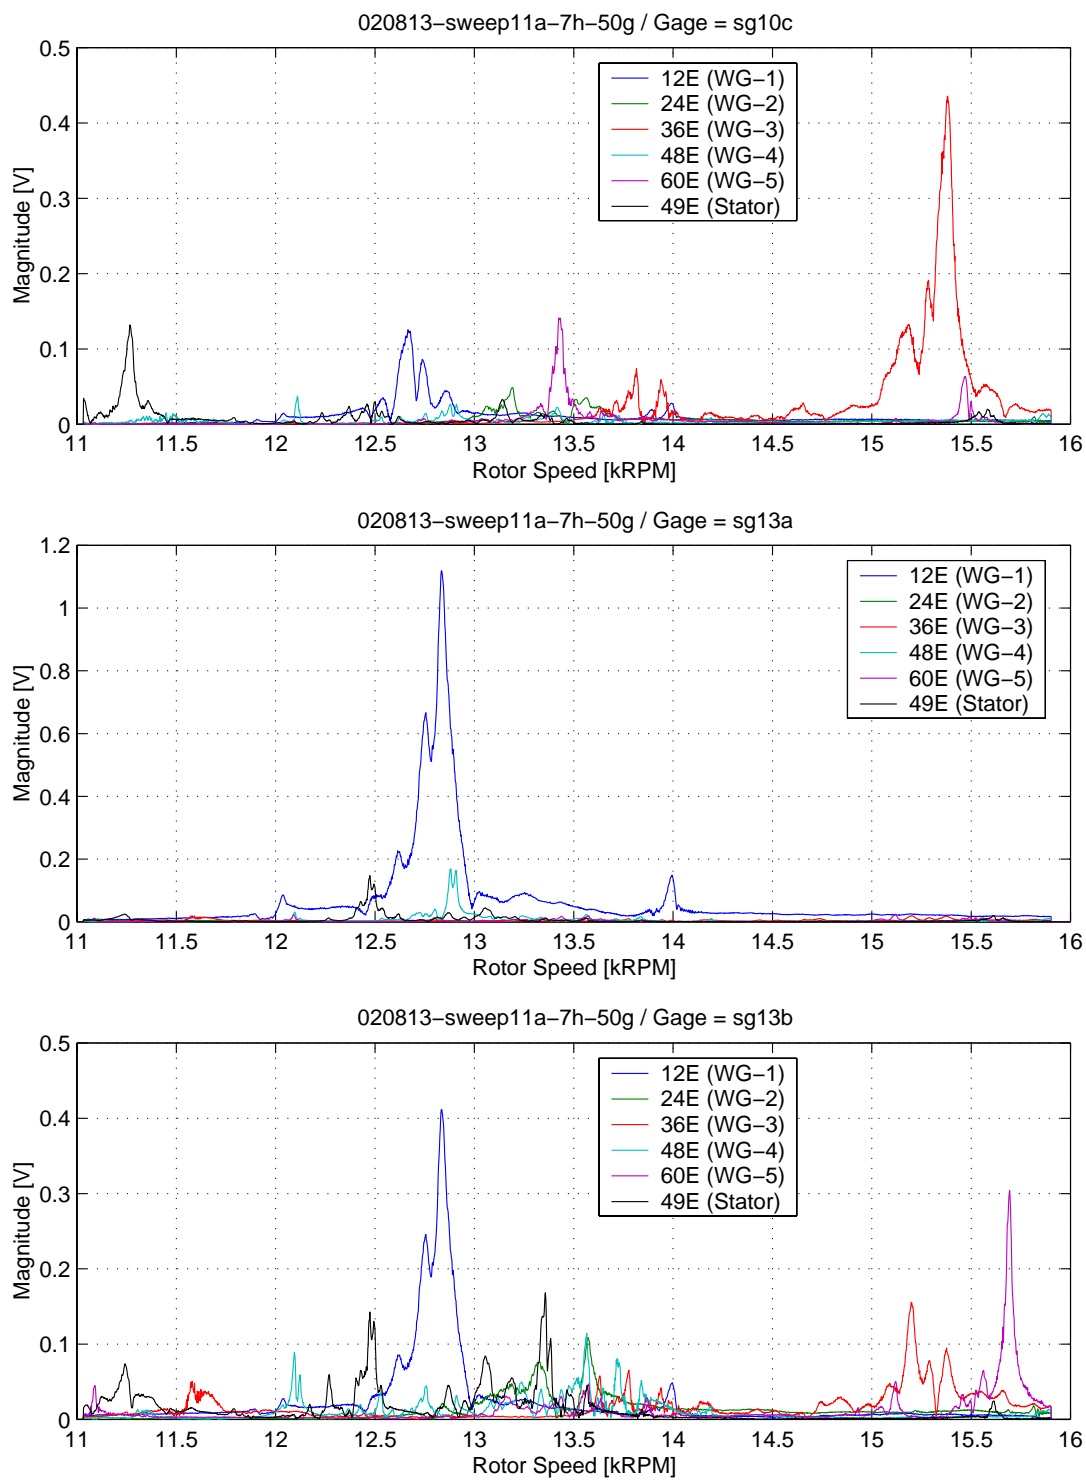 020813-sweep11a-7h-50g / Gage = sg10c
0.5
0.4
0.3
0.2
0.1
0
Magnitude [V]
12E (WG-1)
24E (WG-2)
36E (WG-3)
48E (WG-4)
60E (WG-5)
49E (Stator)
11 11.5 12 12.5 13 13.5 14 14.5 15 15.5 16
Rotor Speed [kRPM]
020813-sweep11a-7h-50g / Gage = sg13a
1.2
1
0.8
0.6
0.4
0.2
0
Magnitude [V]
12E (WG-1)
24E (WG-2)
36E (WG-3)
48E (WG-4)
60E (WG-5)
49E (Stator)
11 11.5 12 12.5 13 13.5 14 14.5 15 15.5 16
Rotor Speed [kRPM]
020813-sweep11a-7h-50g / Gage = sg13b
0.5
0.4
0.3
0.2
0.1
0
Magnitude [V]
12E (WG-1)
24E (WG-2)
36E (WG-3)
48E (WG-4)
60E (WG-5)
49E (Stator)
11 11.5 12 12.5 13 13.5 14 14.5 15 15.5 16
Rotor Speed [kRPM]